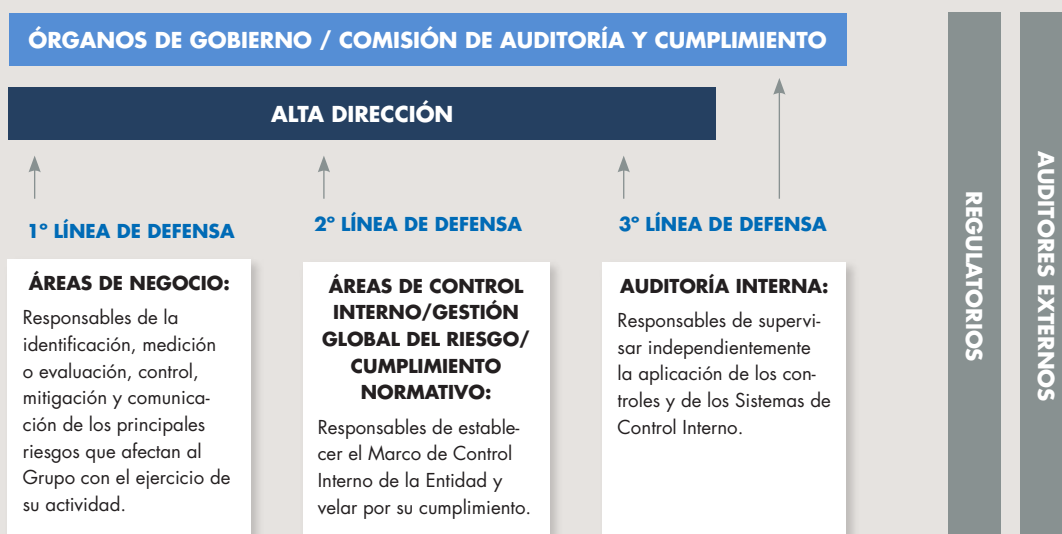 ÓRGANOS DE GOBIERNO / COMISIÓN DE AUDITORÍA Y CUMPLIMIENTO
ALTA DIRECCIÓN
1º LÍNEA DE DEFENSA
ÁREAS DE NEGOCIO:
Responsables de la
identificación, medición
o evaluación, control,
mitigación y comunica-
ción de los principales
riesgos que afectan al
Grupo con el ejercicio de
su actividad.
2º LÍNEA DE DEFENSA
ÁREAS DE CONTROL
INTERNO/GESTIÓN
GLOBAL DEL RIESGO/
CUMPLIMIENTO
NORMATIVO:
Responsables de estable-
cer el Marco de Control
Interno de la Entidad y
velar por su cumplimiento.
3º LÍNEA DE DEFENSA
AUDITORÍA INTERNA:
Responsables de supervi-
sar independientemente
la aplicación de los con-
troles y de los Sistemas de
Control Interno.
REGULATORIOS
AUDITORES EXTERNOS